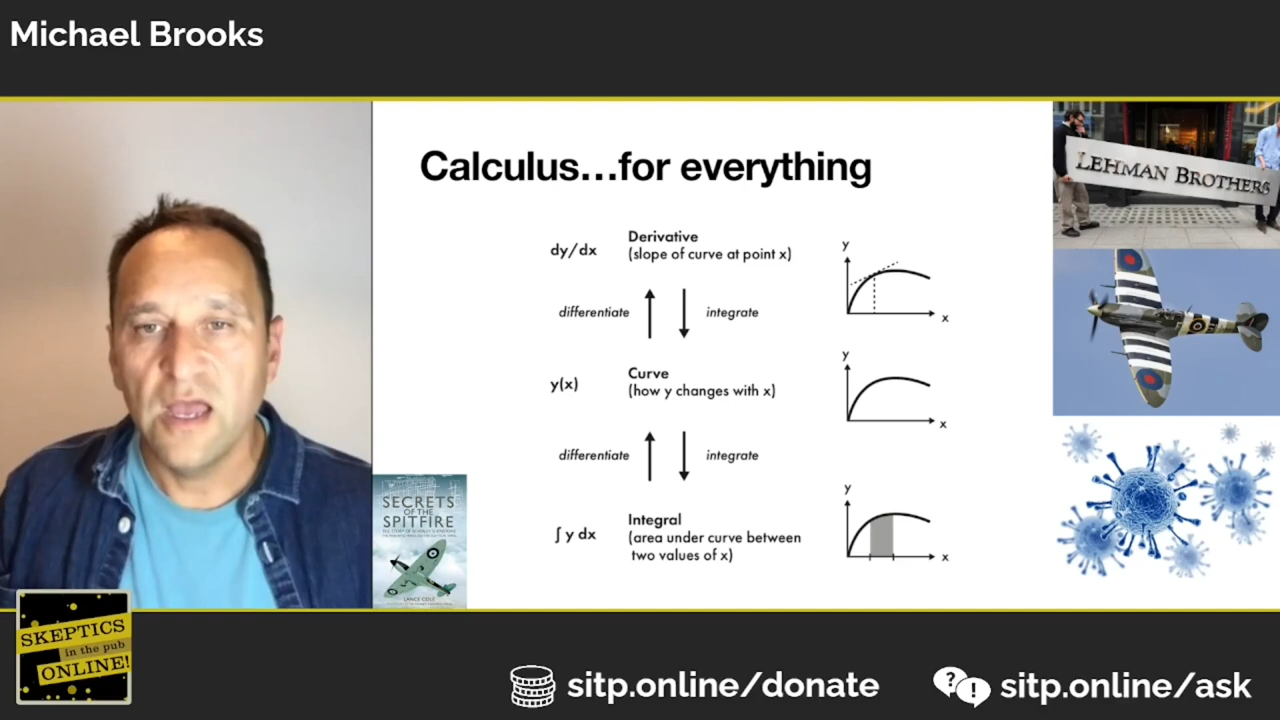 Michael Brooks
Calculus...for everything
dy/dx
Derivative
(slope of curve at point x)
differentiate
integrate
y
x
y(x)
Curve
(how y changes with x)
y
x
differentiate
integrate
∫ y dx
Integral
(area under curve between
two values of x)
y
x
LEHMAN BROTHERS
SECRETS
OF THE
SPITFIRE
LANCE COLE
SKEPTICS
in the pub
ONLINE!
sitp.online/donate
sitp.online/ask